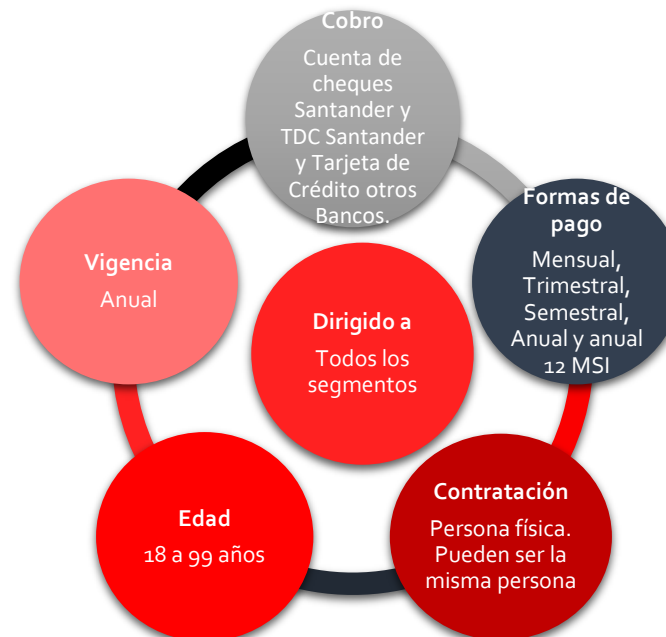 Cobro
Cuenta de
cheques
Santander y
TDC Santander
y Tarjeta de
Crédito otros
Bancos.
Formas de
pago
Mensual,
Trimestral,
Semestral,
Anual y anual
12 MSI
Vigencia
Anual
Dirigido a
Todos los
segmentos
Edad
18 a 99 años
Contratación
Persona física.
Pueden ser la
misma persona